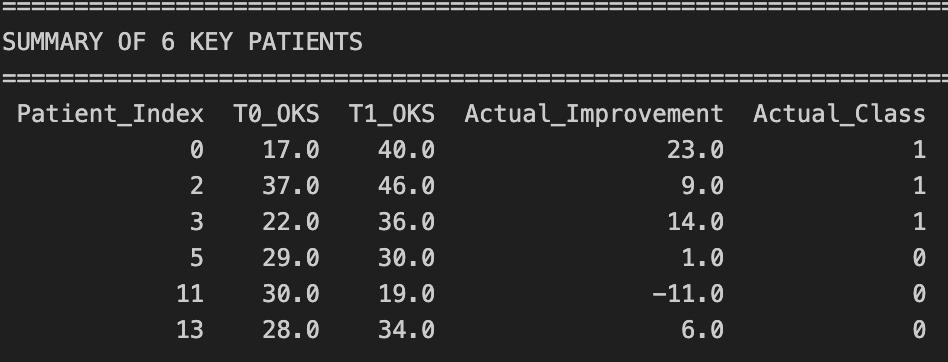 ==================================================================
SUMMARY OF 6 KEY PATIENTS
==================================================================
Patient_Index  T0_OKS  T1_OKS  Actual_Improvement  Actual_Class
            0    17.0    40.0                23.0             1
            2    37.0    46.0                 9.0             1
            3    22.0    36.0                14.0             1
            5    29.0    30.0                 1.0             0
           11    30.0    19.0               -11.0             0
           13    28.0    34.0                 6.0             0